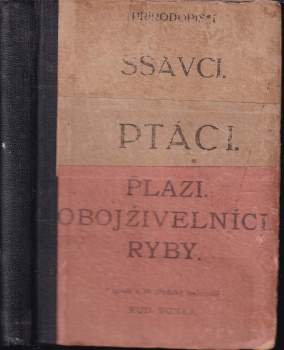 PŘÍRODOPIS
SSAVCI.
PTÁCI.
PLAZI.
OBOJŽIVELNÍCI.
RYBY.